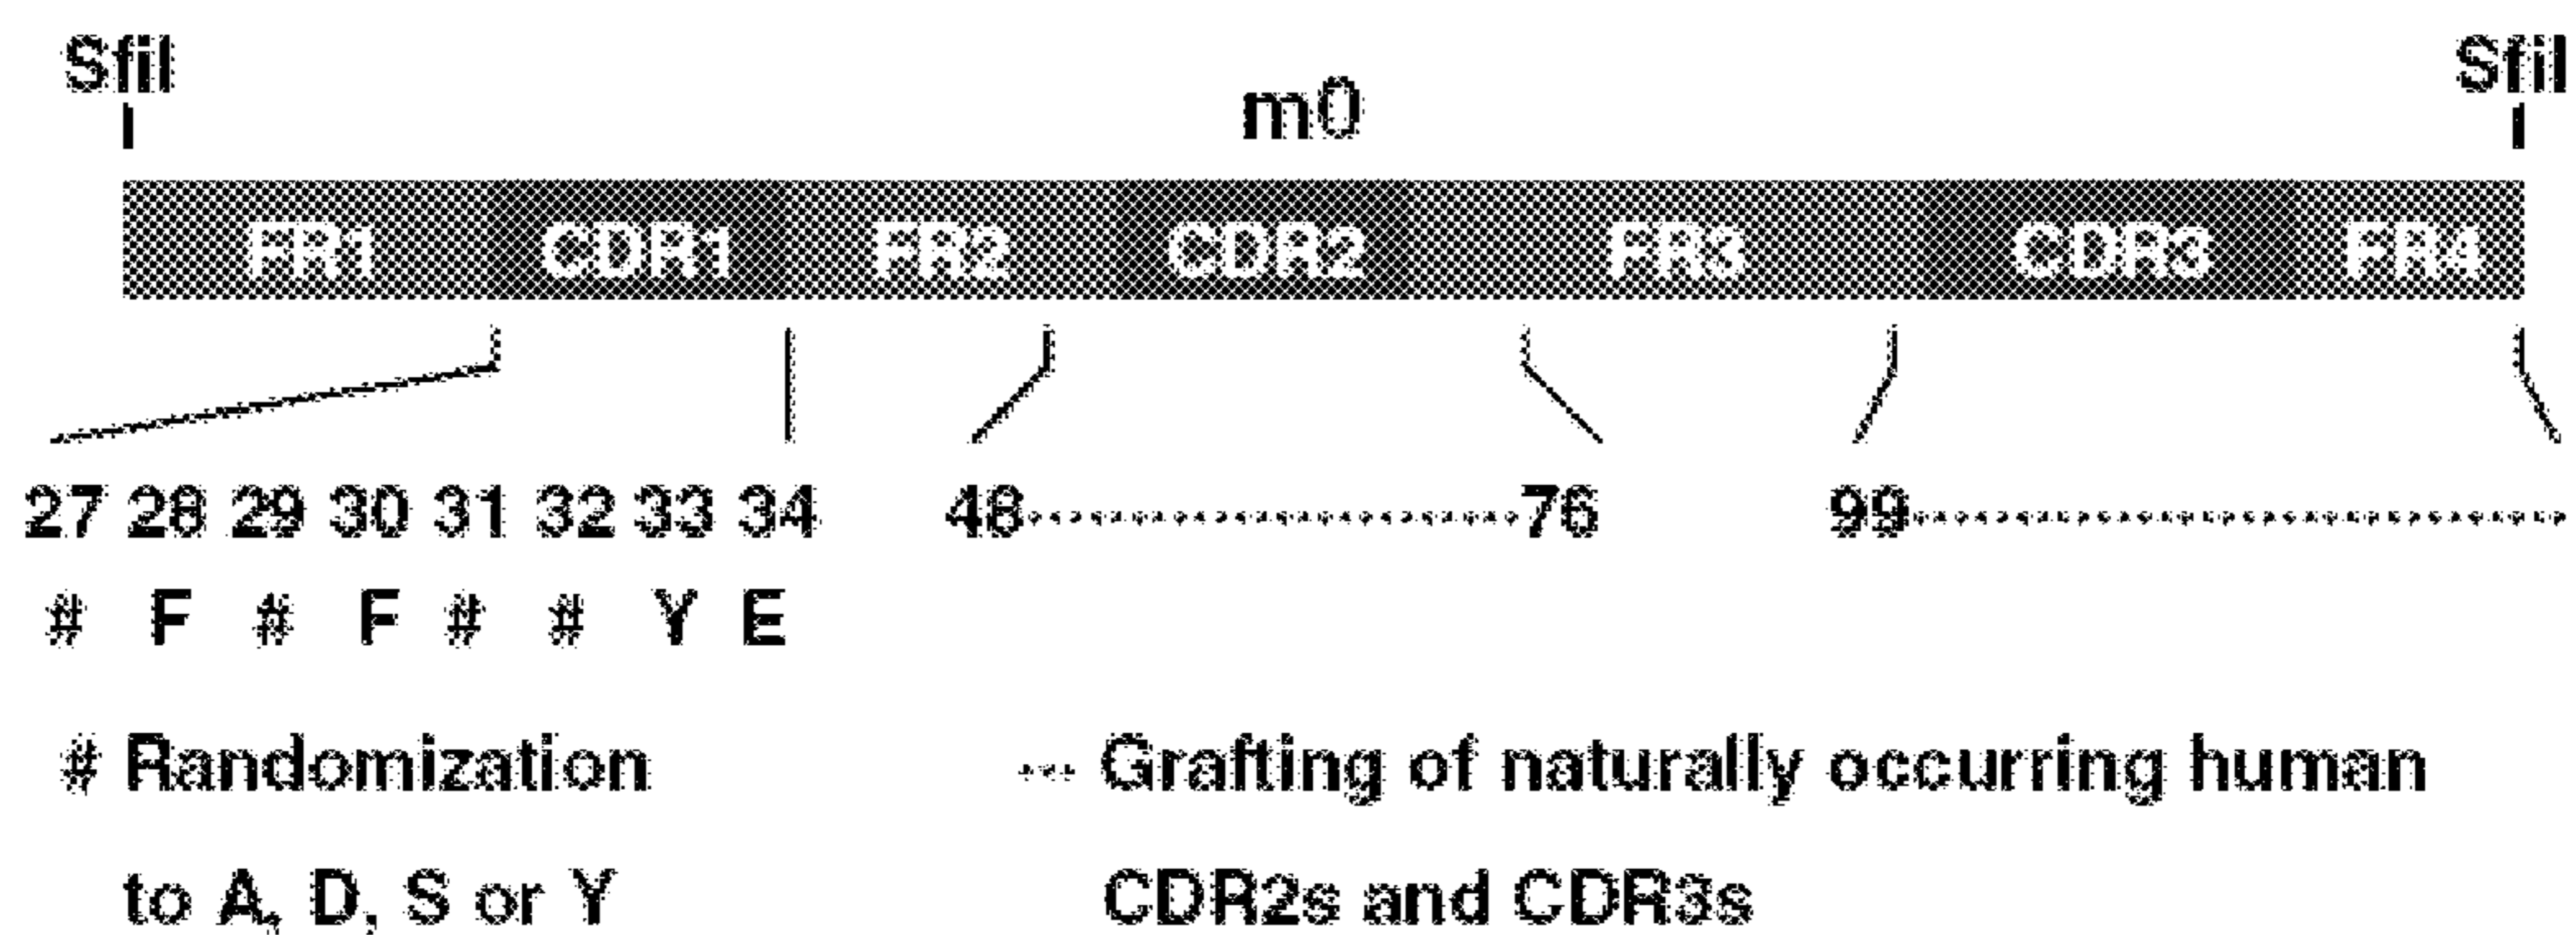 SfiI SfiI
m0
FR1 CDR1 FR2 CDR2 FR3 CDR3 FR4
27 28 29 30 31 32 33 34 48 76 99
# F # F # # Y E
# Randomization
to A, D, S or Y
Grafting of naturally occurring human
CDR2s and CDR3s